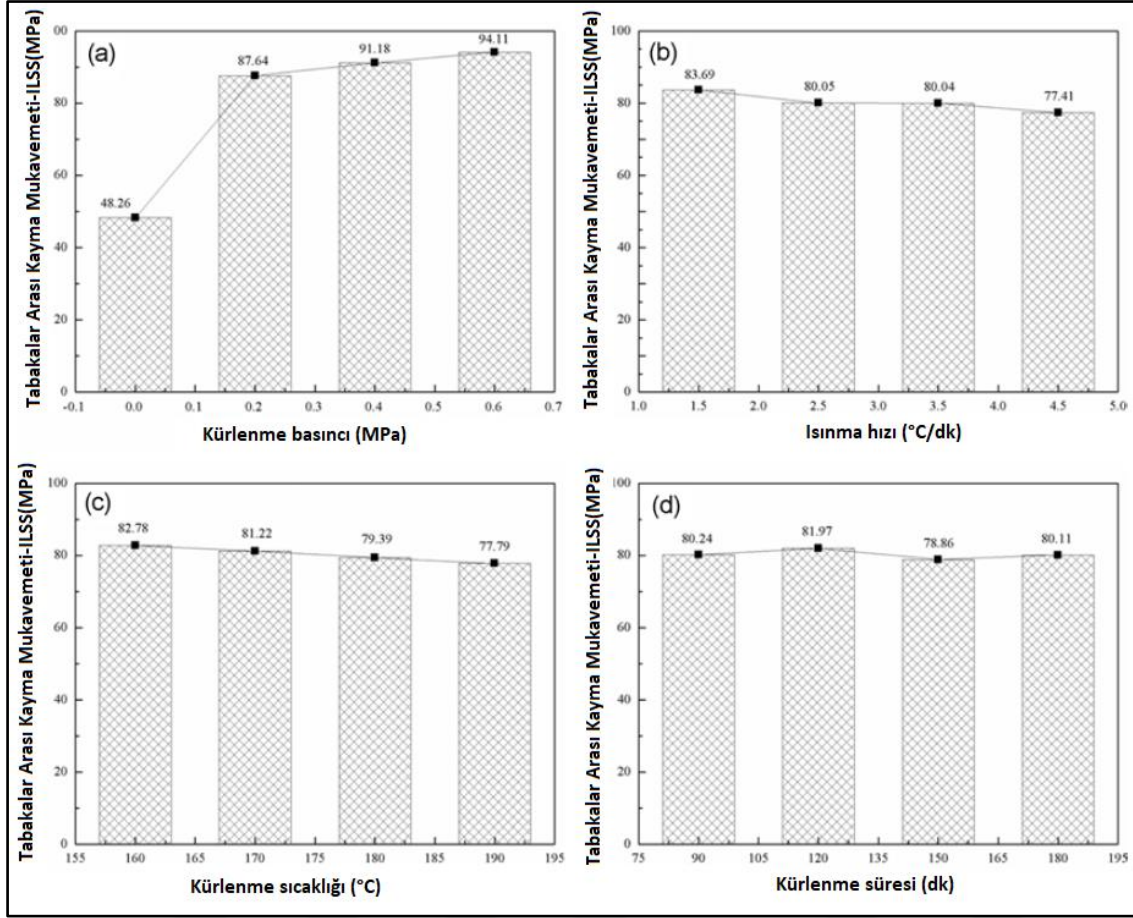 Tabakalar Arası Kayma Mukavemeti-ILSS(MPa)
(a)
00
80
60
40
20
0
48.26
87.64
91.18
94.11
-0.1 0.0 0.1 0.2 0.3 0.4 0.5 0.6 0.7
Kürlenme basıncı (MPa)
Tabakalar Arası Kayma Mukavemeti-ILSS(MPa)
(b)
100
80
60
40
20
0
83.69
80.05
80.04
77.41
1.0 1.5 2.0 2.5 3.0 3.5 4.0 4.5 5.0
Isınma hızı (°C/dk)
Tabakalar Arası Kayma Mukavemeti-ILSS(MPa)
(c)
100
80
60
40
20
0
82.78
81.22
79.39
77.79
155 160 165 170 175 180 185 190 195
Kürlenme sıcaklığı (°C)
Tabakalar Arası Kayma Mukavemeti-ILSS(MPa)
(d)
100
80
60
40
20
0
80.24
81.97
78.86
80.11
75 90 105 120 135 150 165 180 195
Kürlenme süresi (dk)